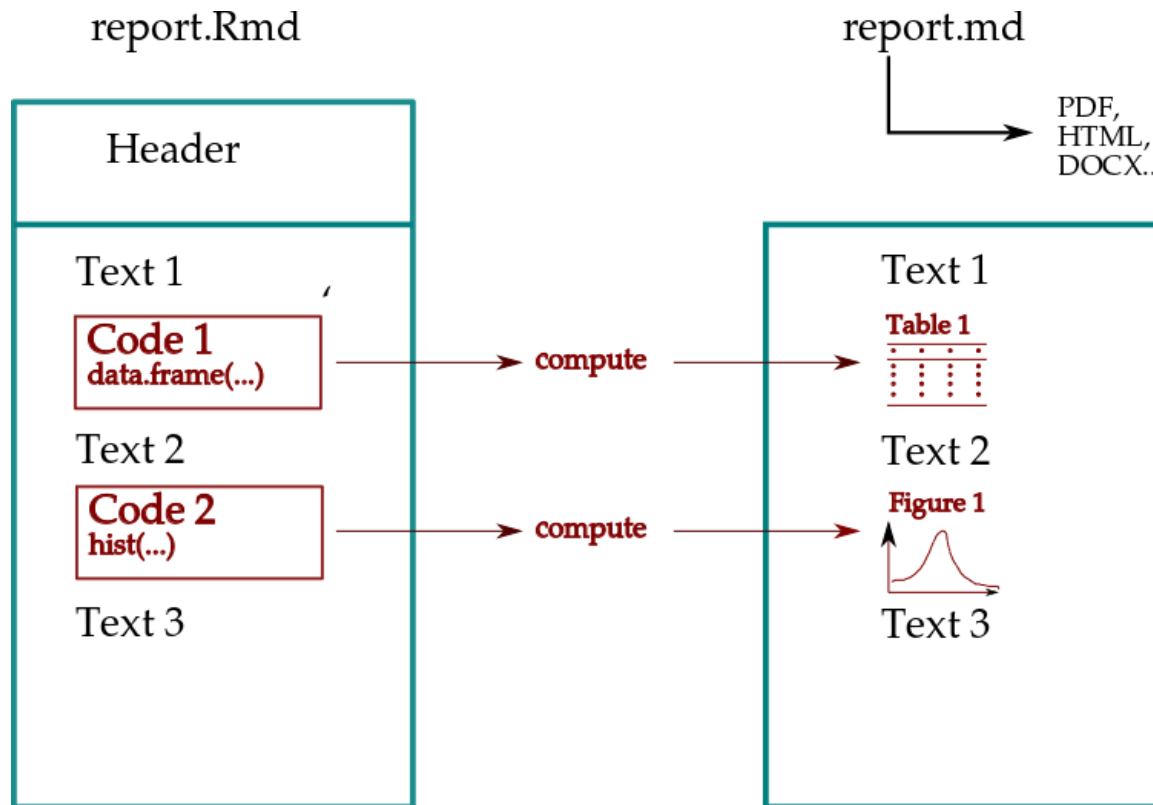 report.Rmd
report.md
PDF,
HTML,
DOCX..
Header
Text 1
Code 1
data.frame(...)
compute
Text 2
Code 2
hist(...)
compute
Text 3
Text 1
Table 1
Text 2
Figure 1
Text 3